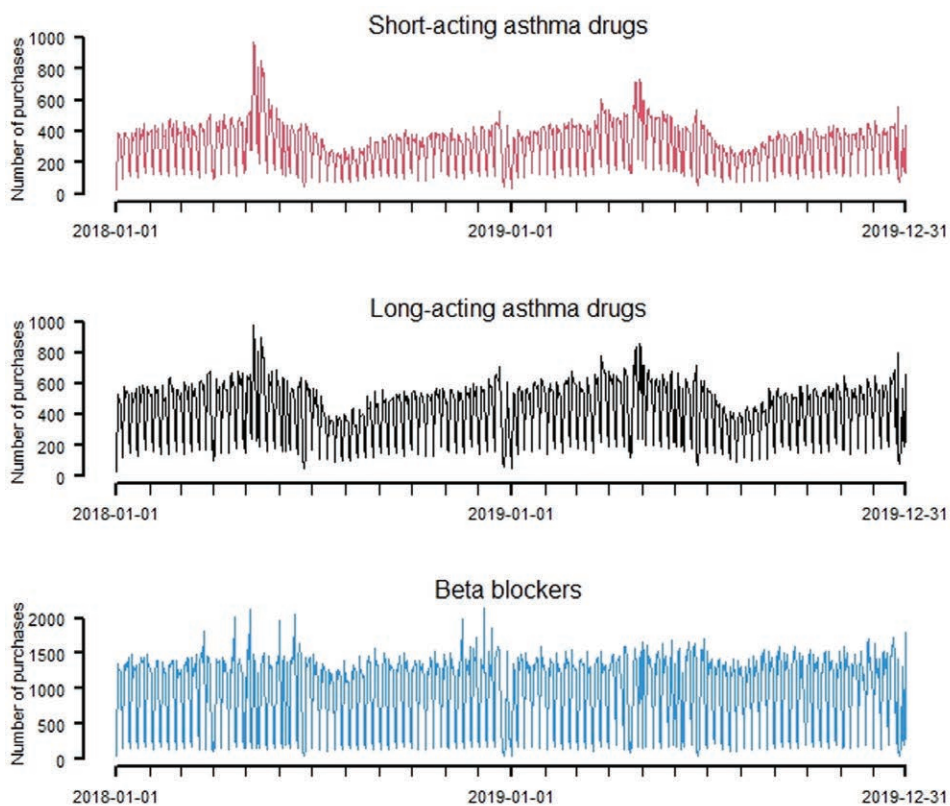 Short-acting asthma drugs
Number of purchases
1000
800
600
400
200
0
2018-01-01 2019-01-01 2019-12-31
Long-acting asthma drugs
Number of purchases
1000
800
600
400
200
0
2018-01-01 2019-01-01 2019-12-31
Beta blockers
Number of purchases
2000
1500
1000
500
0
2018-01-01 2019-01-01 2019-12-31